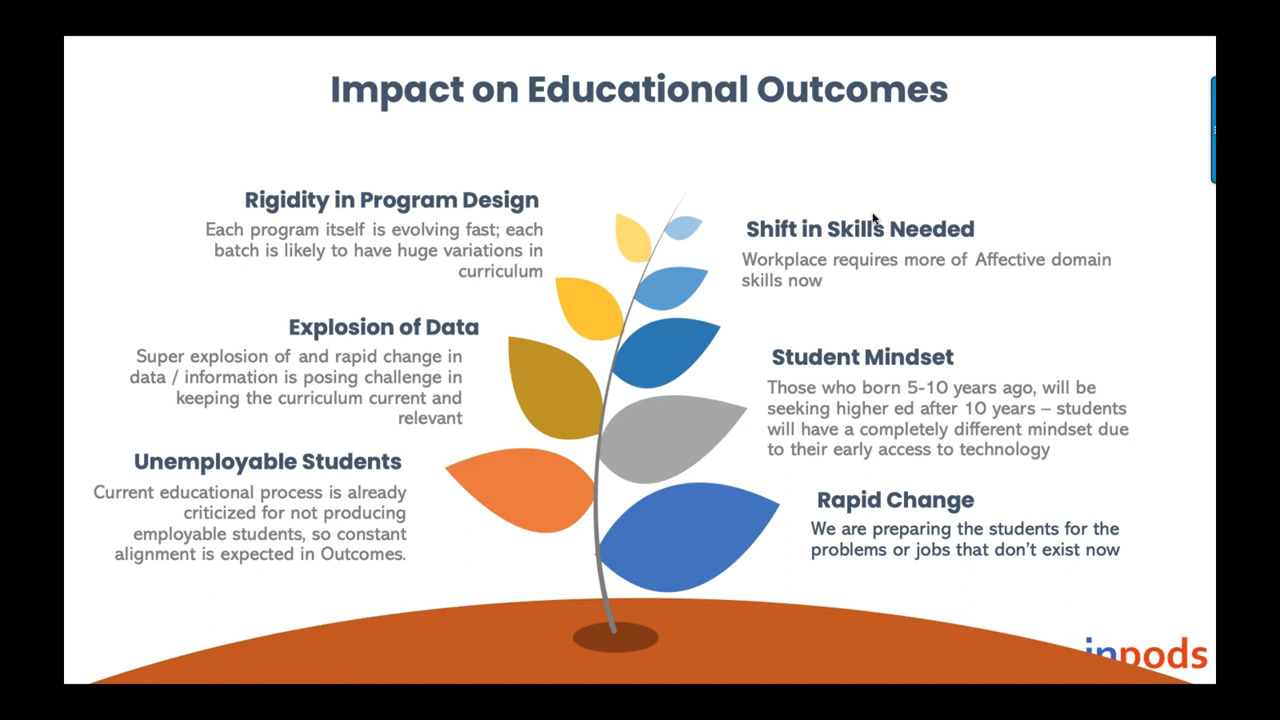 Impact on Educational Outcomes
Rigidity in Program Design
Each program itself is evolving fast; each
batch is likely to have huge variations in
curriculum
Explosion of Data
Super explosion of and rapid change in
data / information is posing challenge in
keeping the curriculum current and
relevant
Unemployable Students
Current educational process is already
criticized for not producing
employable students, so constant
alignment is expected in Outcomes.
Shift in Skills Needed
Workplace requires more of Affective domain
skills now
Student Mindset
Those who born 5-10 years ago, will be
seeking higher ed after 10 years – students
will have a completely different mindset due
to their early access to technology
Rapid Change
We are preparing the students for the
problems or jobs that don’t exist now
inpods